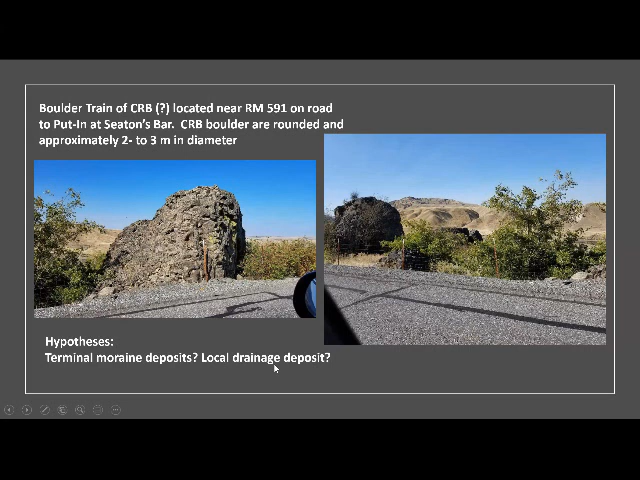 Boulder Train of CRB (?) located near RM 591 on road
to Put-In at Seaton's Bar.  CRB boulder are rounded and
approximately 2- to 3 m in diameter
Hypotheses:
Terminal moraine deposits? Local drainage deposit?